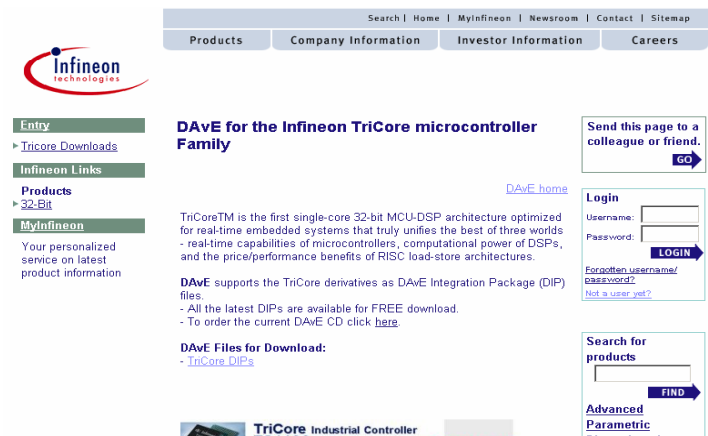 Search | Home | MyInfineon | Newsroom | Contact | Sitemap
Products Company Information Investor Information Careers
Infineon
technologies
Entry
Tricore Downloads
Infineon Links
Products
32-Bit
MyInfineon
Your personalized
service on latest
product information
DAvE for the Infineon TriCore microcontroller
Family
DAvE home
TriCoreTM is the first single-core 32-bit MCU-DSP architecture optimized
for real-time embedded systems that truly unifies the best of three worlds
- real-time capabilities of microcontrollers, computational power of DSPs,
and the price/performance benefits of RISC load-store architectures.
DAvE supports the TriCore derivatives as DAvE Integration Package (DIP)
files.
- All the latest DIPs are available for FREE download.
- To order the current DAvE CD click here.
DAvE Files for Download:
- TriCore DIPs
TriCore Industrial Controller
Send this page to a
colleague or friend.
GO
Login
Username:
Password:
LOGIN
Forgotten username/
password?
Not a user yet?
Search for
products
FIND
Advanced
Parametric